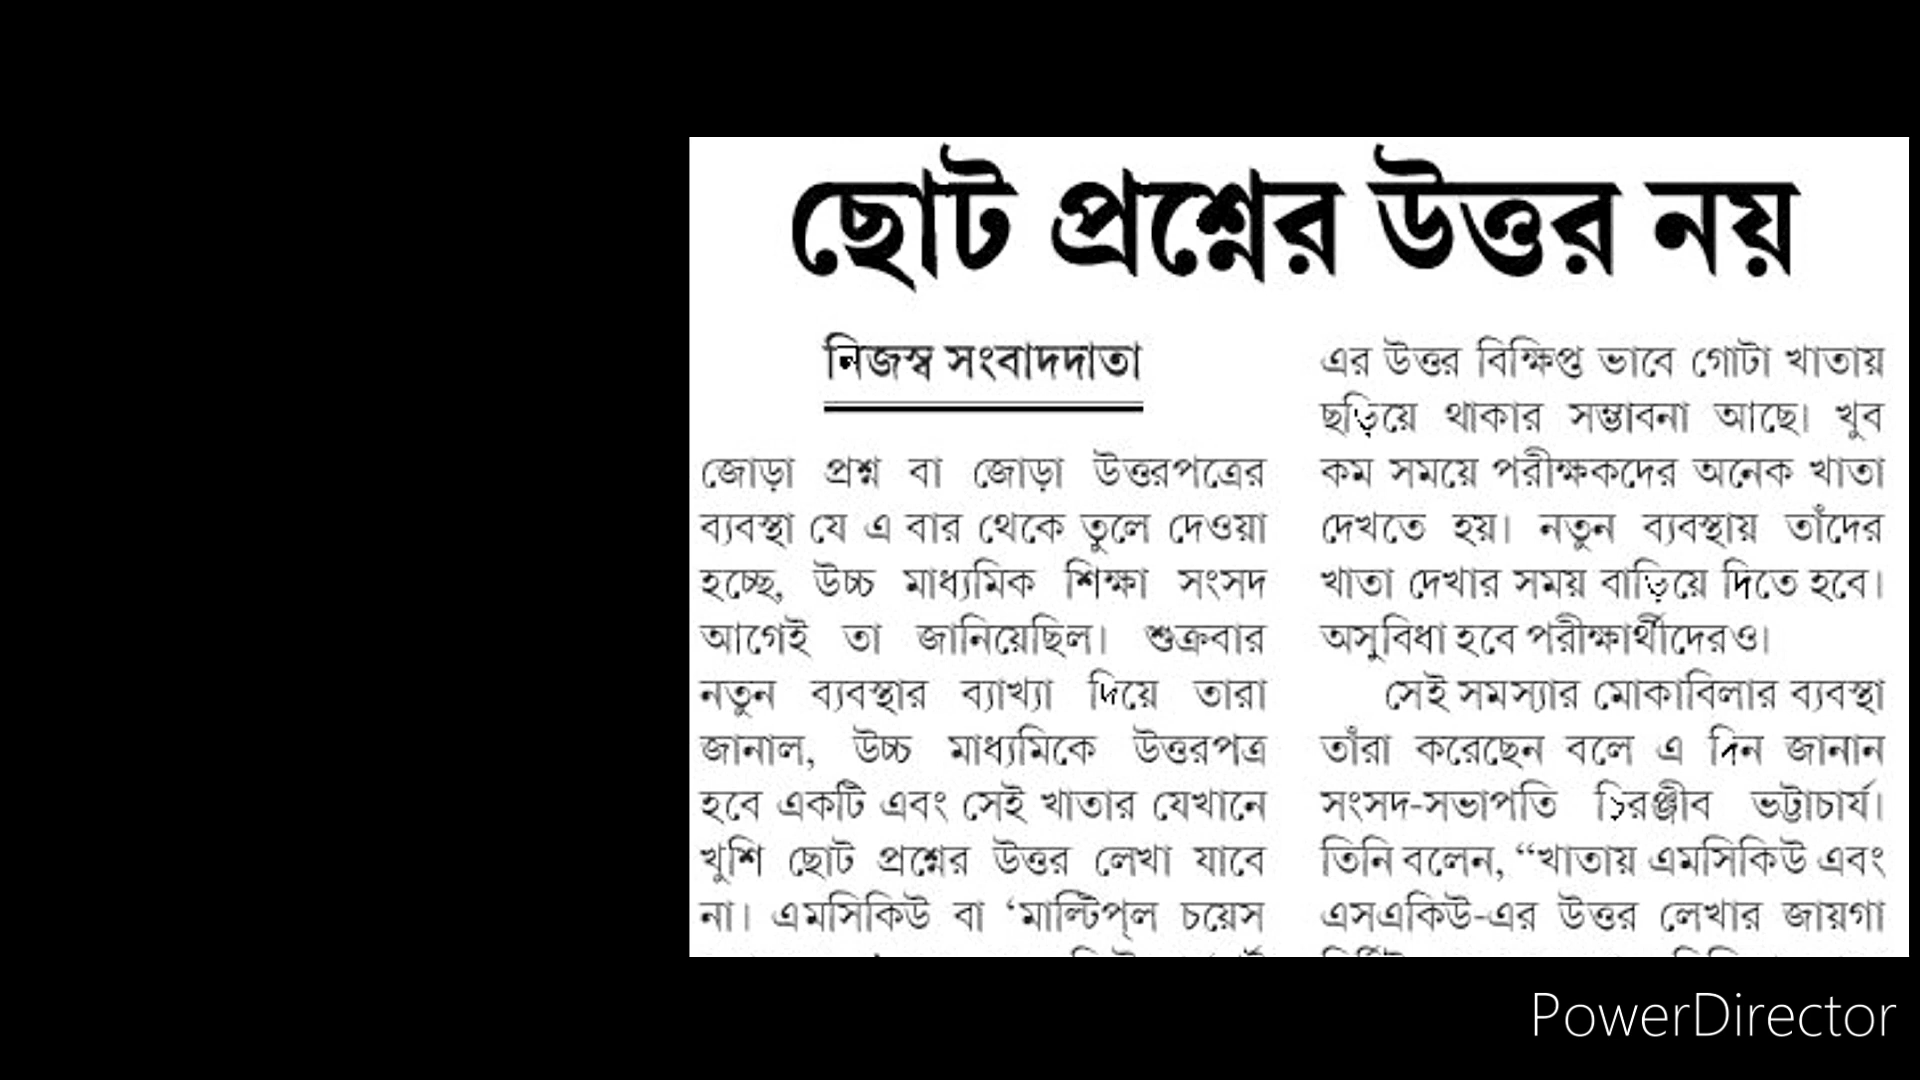 ছোট প্রশ্নের উত্তর নয়
নিজস্ব সংবাদদাতা
জোড়া প্রশ্ন বা জোড়া উত্তরপত্রের
ব্যবস্থা যে এ বার থেকে তুলে দেওয়া
হচ্ছে, উচ্চ মাধ্যমিক শিক্ষা সংসদ
আগেই তা জানিয়েছিল। শুক্রবার
নতুন ব্যবস্থার ব্যাখ্যা দিয়ে তারা
জানাল, উচ্চ মাধ্যমিকে উত্তরপত্র
হবে একটি এবং সেই খাতার যেখানে
খুশি ছোট প্রশ্নের উত্তর লেখা যাবে
না। এমসিকিউ বা ‘মাল্টিপ্‌ল চয়েস
এর উত্তর বিক্ষিপ্ত ভাবে গোটা খাতায়
ছড়িয়ে থাকার সম্ভাবনা আছে। খুব
কম সময়ে পরীক্ষকদের অনেক খাতা
দেখতে হয়। নতুন ব্যবস্থায় তাঁদের
খাতা দেখার সময় বাড়িয়ে দিতে হবে।
অসুবিধা হবে পরীক্ষার্থীদেরও।
সেই সমস্যার মোকাবিলার ব্যবস্থা
তাঁরা করেছেন বলে এ দিন জানান
সংসদ-সভাপতি চিরঞ্জীব ভট্টাচার্য।
তিনি বলেন, “খাতায় এমসিকিউ এবং
এসএকিউ-এর উত্তর লেখার জায়গা
PowerDirector